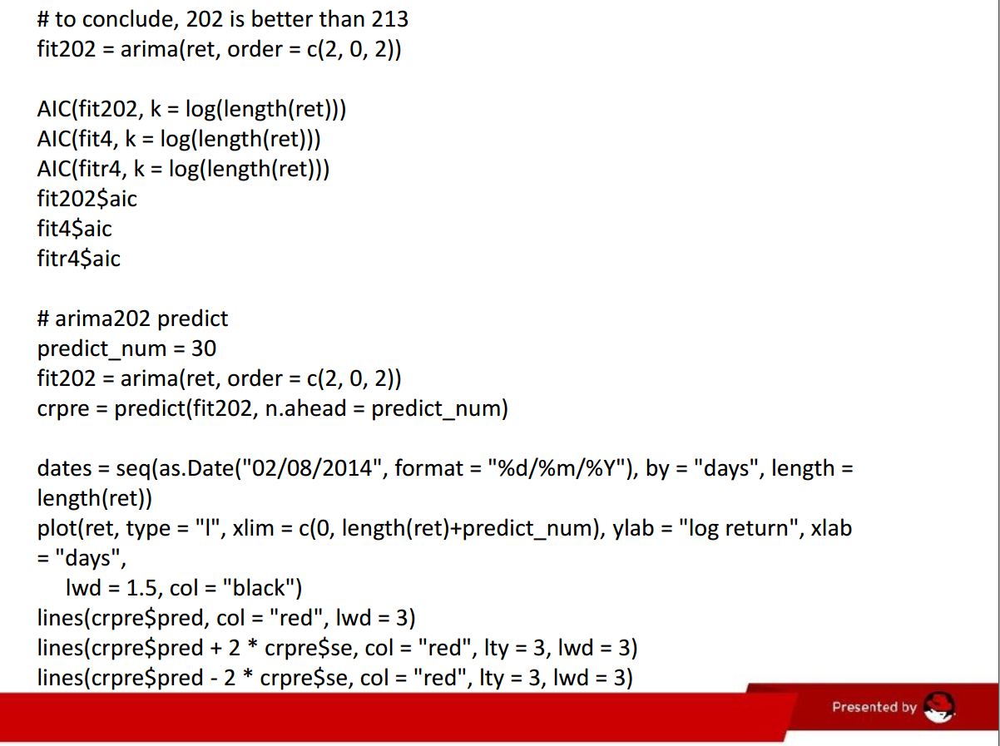 # to conclude, 202 is better than 213
fit202 = arima(ret, order = c(2, 0, 2))
AIC(fit202, k = log(length(ret)))
AIC(fit4, k = log(length(ret)))
AIC(fitr4, k = log(length(ret)))
fit202$aic
fit4$aic
fitr4$aic
# arima202 predict
predict_num = 30
fit202 = arima(ret, order = c(2, 0, 2))
crpre = predict(fit202, n.ahead = predict_num)
dates = seq(as.Date("02/08/2014", format = "%d/%m/%Y"), by = "days", length =
length(ret))
plot(ret, type = "l", xlim = c(0, length(ret)+predict_num), ylab = "log return", xlab
= "days",
lwd = 1.5, col = "black")
lines(crpre$pred, col = "red", lwd = 3)
lines(crpre$pred + 2 * crpre$se, col = "red", lty = 3, lwd = 3)
lines(crpre$pred - 2 * crpre$se, col = "red", lty = 3, lwd = 3)
Presented by